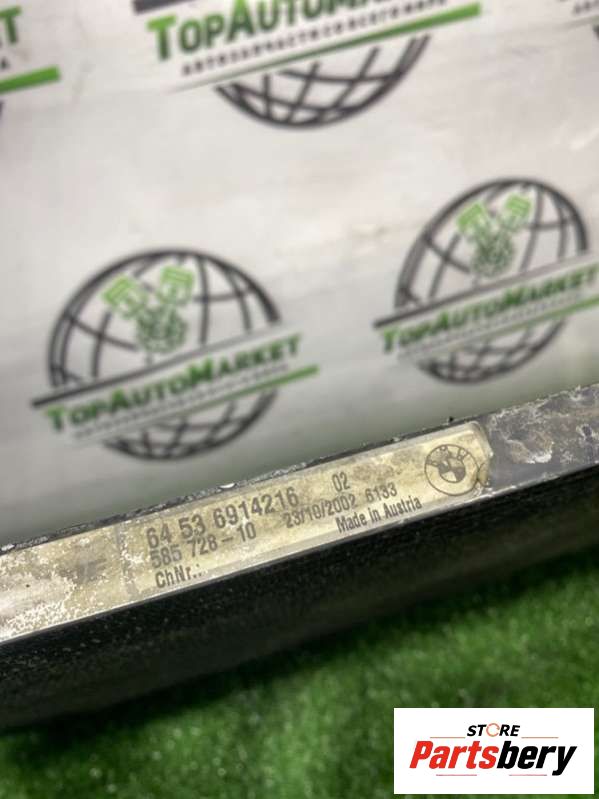 TOPAUTOMARKET
TOPAUTOMARKET
TOPAUTOMARKET
64 53 6914216 02
585 728-10 23/10/2002 6133
ChNr.: Made in Austria
BMW
STORE
Partsbery